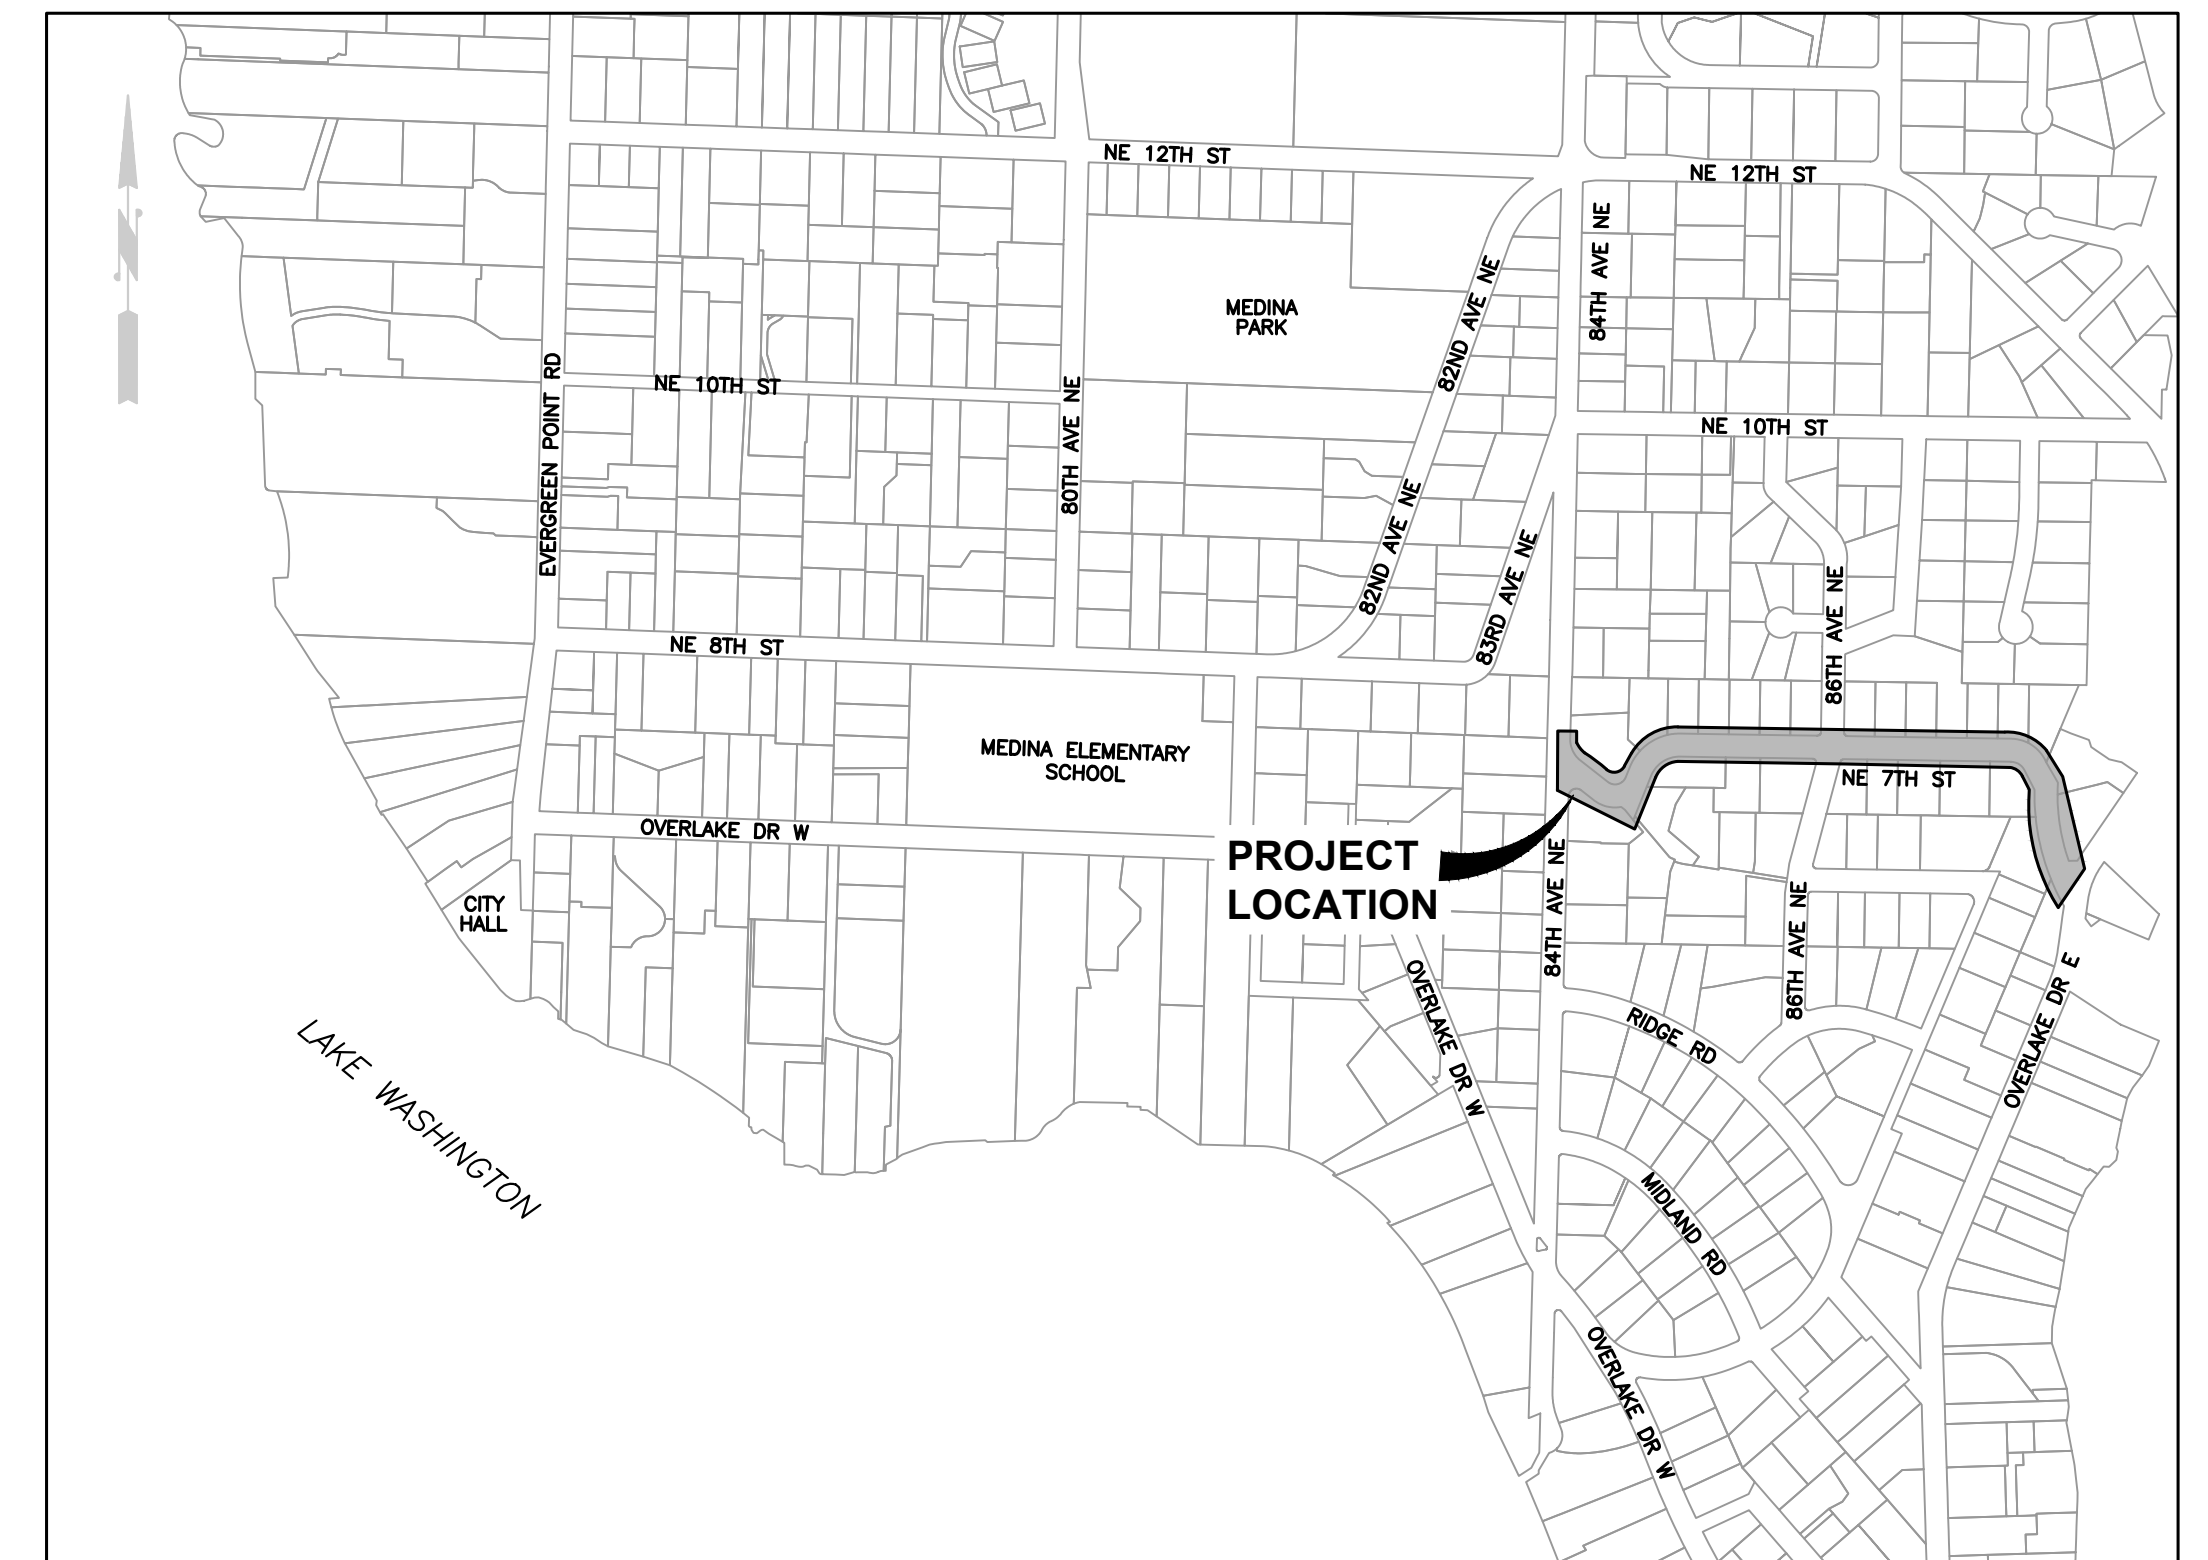 NE 12TH ST
NE 12TH ST
84TH AVE NE
82ND AVE NE
MEDINA
PARK
EVERGREEN POINT RD
NE 10TH ST
80TH AVE NE
NE 10TH ST
82ND AVE NE
83RD AVE NE
86TH AVE NE
NE 8TH ST
MEDINA ELEMENTARY
SCHOOL
NE 7TH ST
OVERLAKE DR W
PROJECT
LOCATION
84TH AVE NE
86TH AVE NE
CITY
HALL
OVERLAKE DR W
OVERLAKE DR E
RIDGE RD
LAKE WASHINGTON
MIDLAND RD
OVERLAKE DR W
N